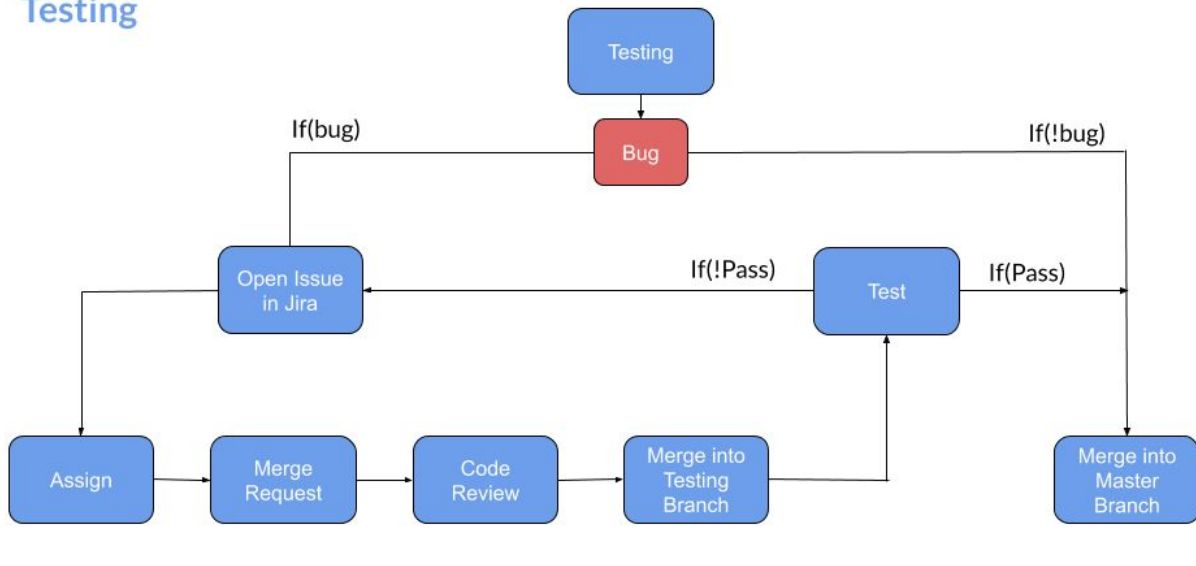 Testing
Testing
If(bug)
Bug
If(!bug)
Open Issue
in Jira
If(!Pass)
Test
If(Pass)
Assign
Merge
Request
Code
Review
Merge into
Testing
Branch
Merge into
Master
Branch